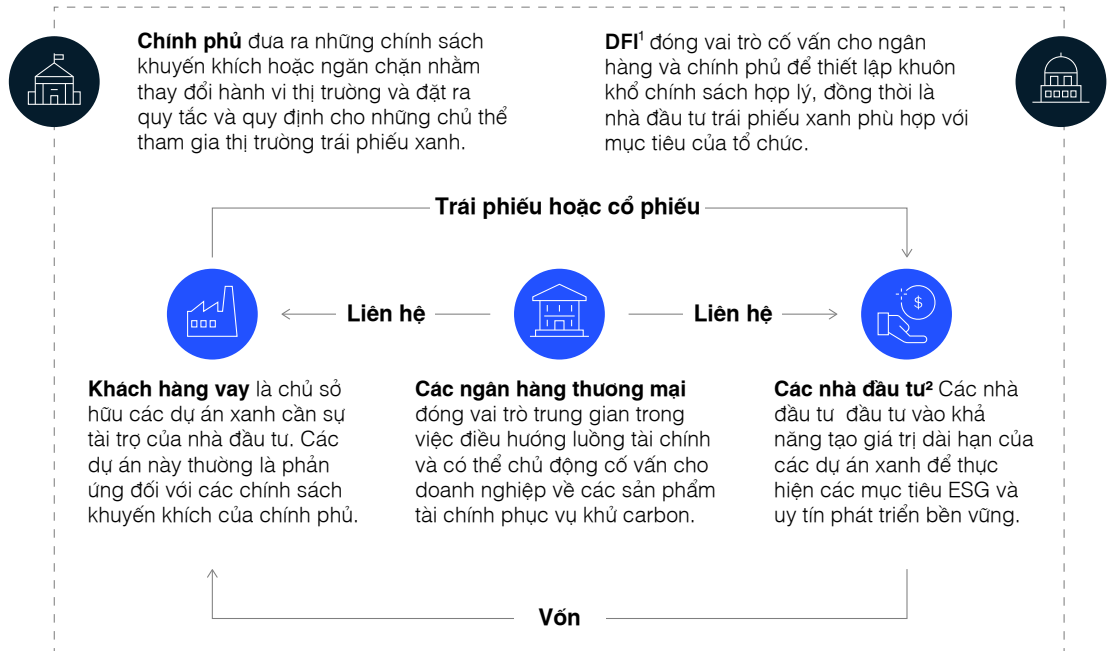 Chính phủ đưa ra những chính sách
khuyến khích hoặc ngăn chặn nhằm
thay đổi hành vi thị trường và đặt ra
quy tắc và quy định cho những chủ thể
tham gia thị trường trái phiếu xanh.
DFI¹ đóng vai trò cố vấn cho ngân
hàng và chính phủ để thiết lập khuôn
khổ chính sách hợp lý, đồng thời là
nhà đầu tư trái phiếu xanh phù hợp với
mục tiêu của tổ chức.
Trái phiếu hoặc cổ phiếu
Liên hệ
Liên hệ
$
Khách hàng vay là chủ sở
hữu các dự án xanh cần sự
tài trợ của nhà đầu tư. Các
dự án này thường là phản
ứng đối với các chính sách
khuyến khích của chính phủ.
Các ngân hàng thương mại
đóng vai trò trung gian trong
việc điều hướng luồng tài chính
và có thể chủ động cố vấn cho
doanh nghiệp về các sản phẩm
tài chính phục vụ khử carbon.
Các nhà đầu tư² Các nhà
đầu tư đầu tư vào khả
năng tạo giá trị dài hạn của
các dự án xanh để thực
hiện các mục tiêu ESG và
uy tín phát triển bền vững.
Vốn